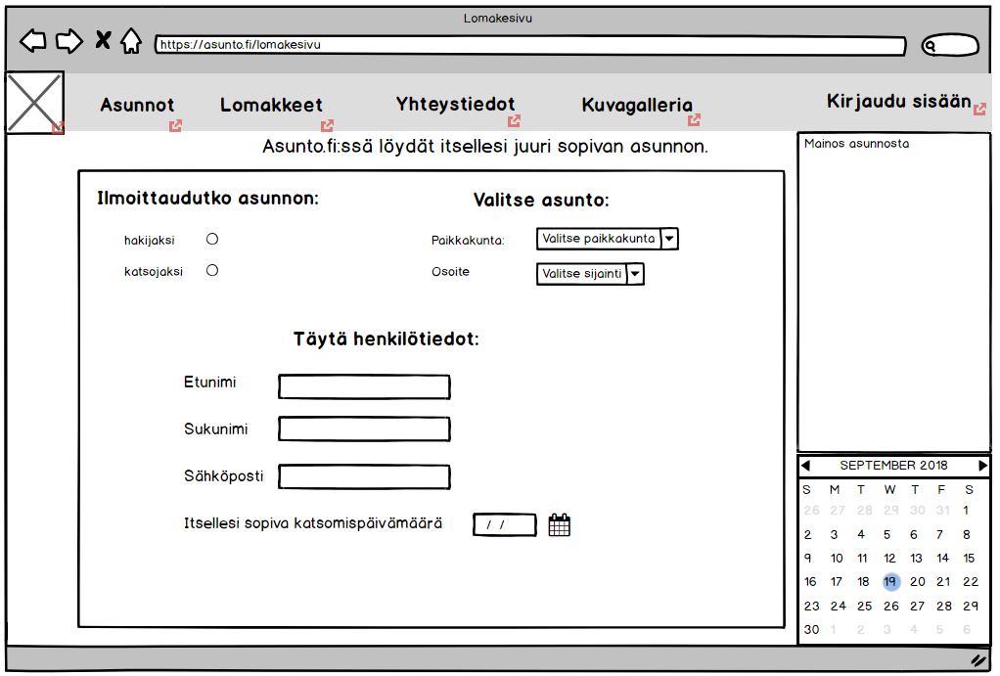 Lomakesivu
https://asunto.fi/lomakesivu
Asunnot Lomakkeet Yhteystiedot Kuvagalleria Kirjaudu sisään
Asunto.fi:ssä löydät itsellesi juuri sopivan asunnon.
Mainos asunnosta
Ilmoittaudutko asunnon:
hakijaksi
katsojaksi
Valitse asunto:
Paikkakunta: Valitse paikkakunta
Osoite Valitse sijainti
Täytä henkilötiedot:
Etunimi
Sukunimi
Sähköposti
Itsellesi sopiva katsomispäivämäärä / /
SEPTEMBER 2018
S M T W T F S
26 27 28 29 30 31 1
2 3 4 5 6 7 8
9 10 11 12 13 14 15
16 17 18 19 20 21 22
23 24 25 26 27 28 29
30 1 2 3 4 5 6